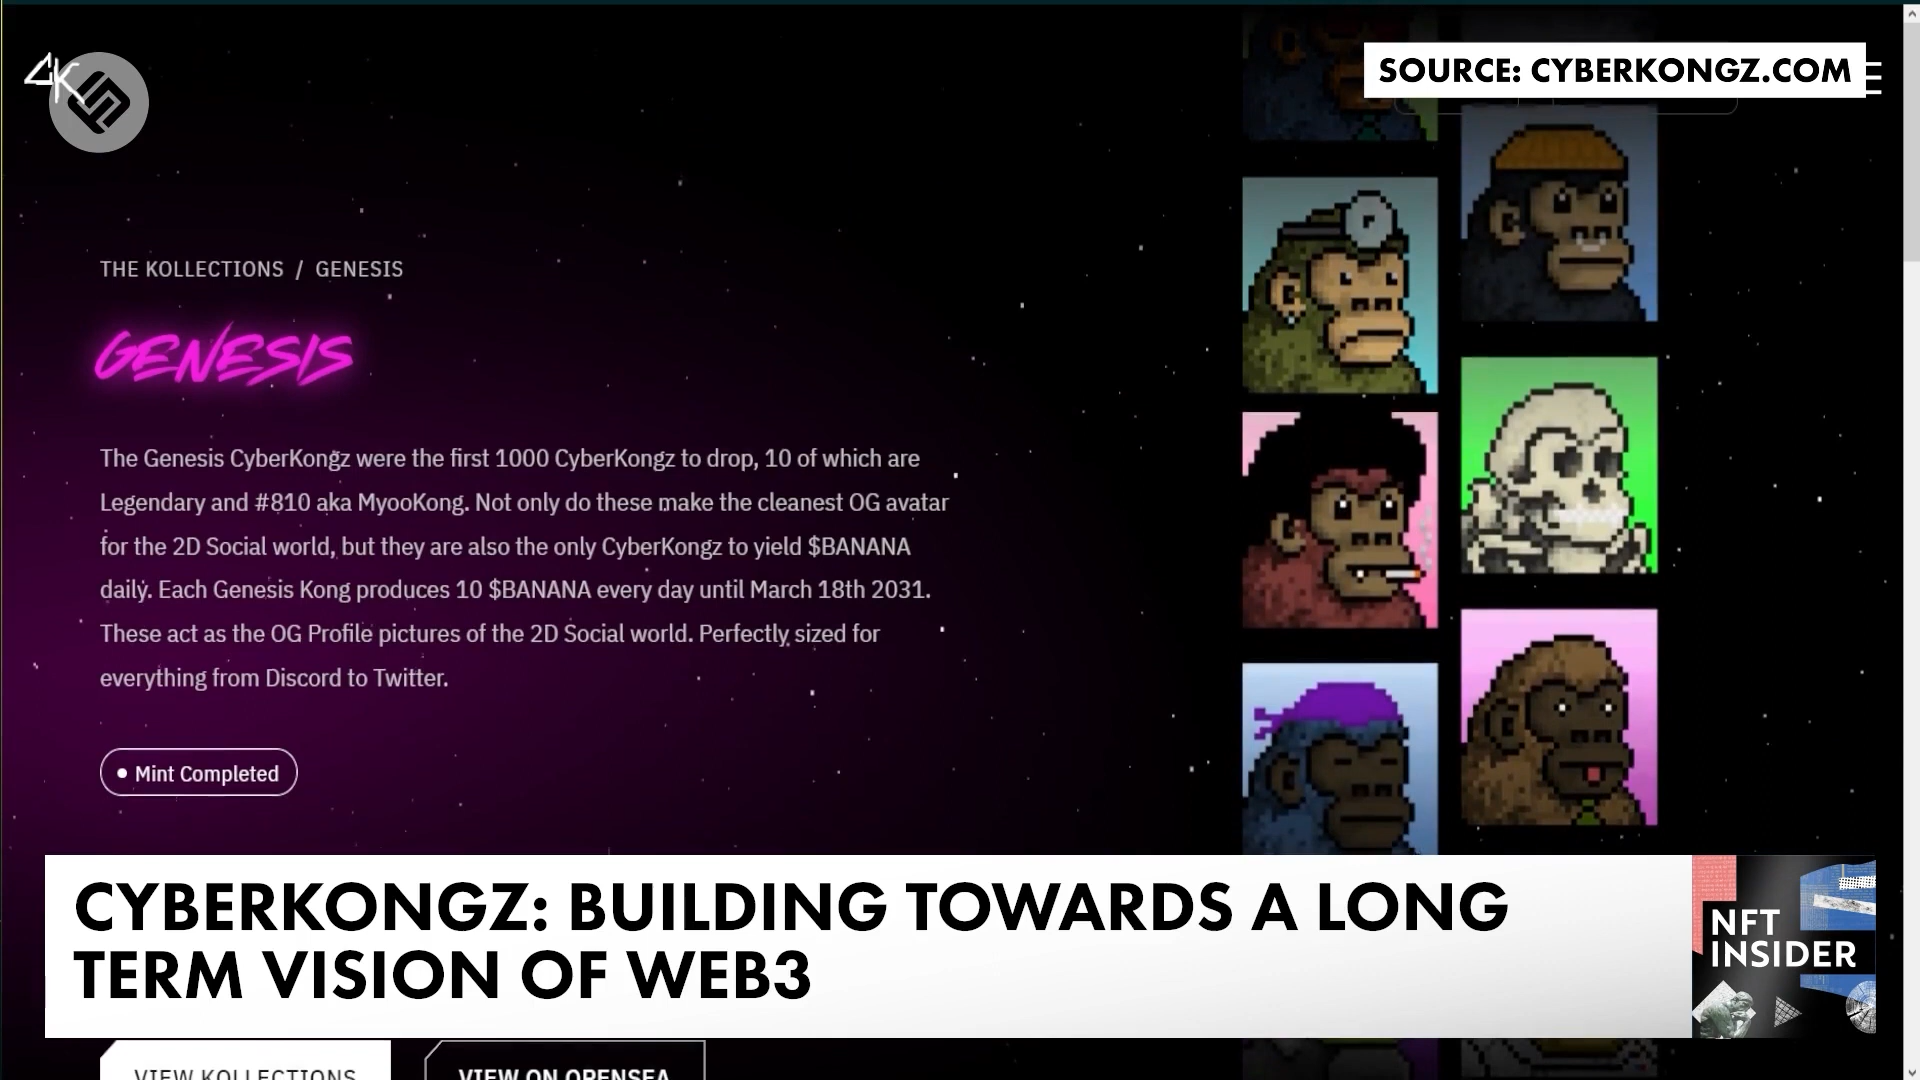 4K
SOURCE: CYBERKONGZ.COM
THE KOLLECTIONS / GENESIS
GENESIS
The Genesis CyberKongz were the first 1000 CyberKongz to drop, 10 of which are
Legendary and #810 aka MyooKong. Not only do these make the cleanest OG avatar
for the 2D Social world, but they are also the only CyberKongz to yield $BANANA
daily. Each Genesis Kong produces 10 $BANANA every day until March 18th 2031.
These act as the OG Profile pictures of the 2D Social world. Perfectly sized for
everything from Discord to Twitter.
Mint Completed
CYBERKONGZ: BUILDING TOWARDS A LONG
TERM VISION OF WEB3
NFT
INSIDER
VIEW KOLLECTIONS
VIEW ON OPENSEA